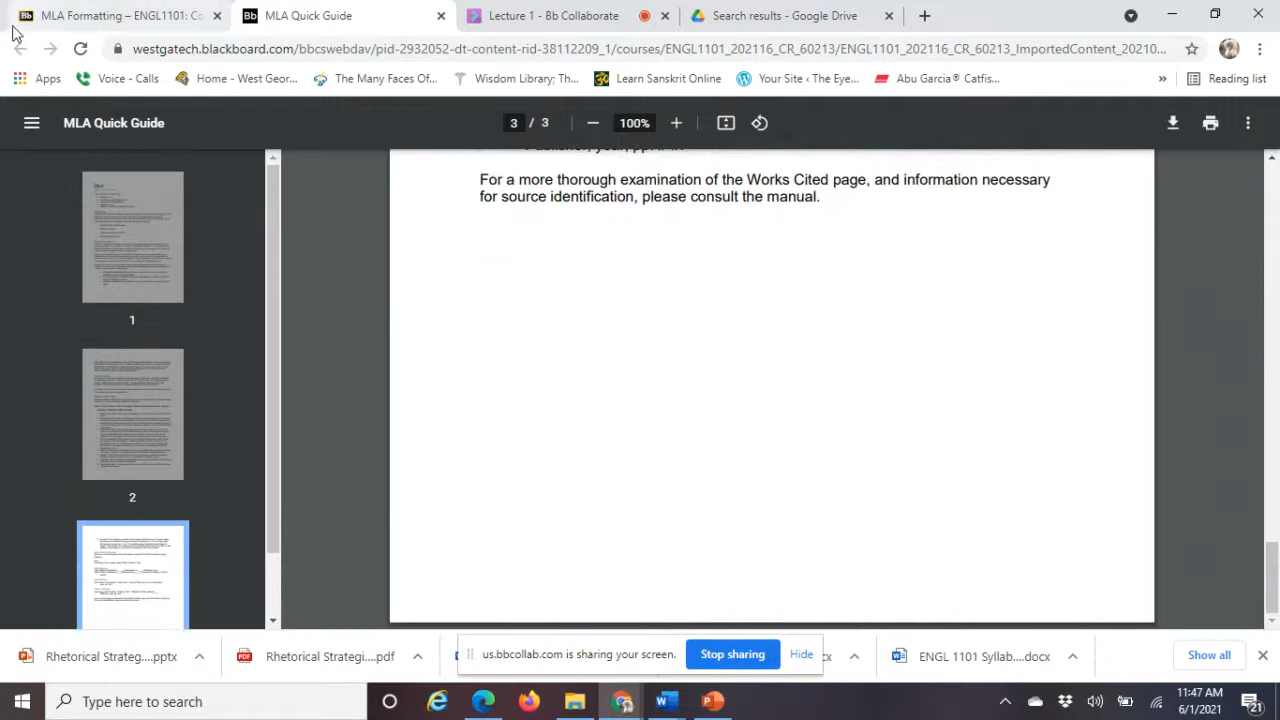 MLA Formatting – ENGL1101: Co
MLA Quick Guide
Lecture 1 - Bb Collaborate
Search results - Google Drive
westgatech.blackboard.com/bbcswebdav/pid-2932052-dt-content-rid-38112209_1/courses/ENGL1101_202116_CR_60213/ENGL1101_202116_CR_60213_ImportedContent_20210...
Apps
Voice - Calls
Home - West Geor...
The Many Faces Of...
Wisdom Library; Th...
Learn Sanskrit Onlin...
Your Site ‹ The Eye...
Abu Garcia® Catfis...
»
Reading list
MLA Quick Guide
3 / 3
100%
For a more thorough examination of the Works Cited page, and information necessary
for source identification, please consult the manual.
1
2
Rhetorical Strateg....pptx
Rhetorical Strategi....pdf
us.bbcollab.com is sharing your screen.
Stop sharing
Hide
ENGL 1101 Syllab....docx
Show all
Type here to search
11:47 AM
6/1/2021
21